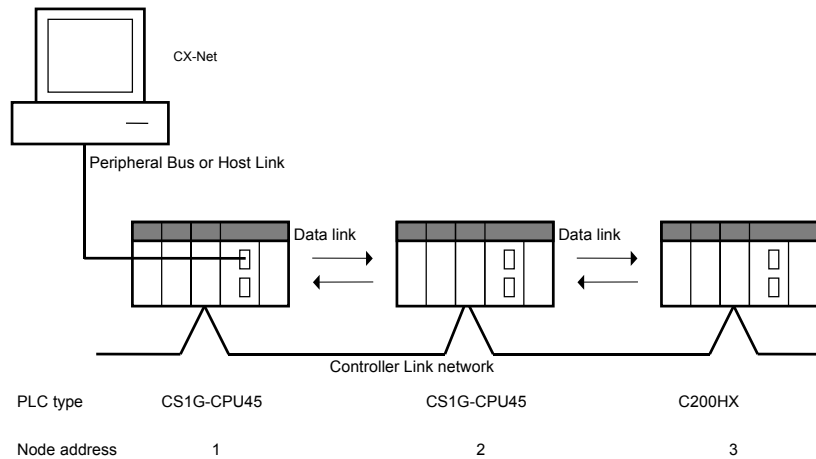 CX-Net
Peripheral Bus or Host Link
Data link
Data link
Controller Link network
PLC type CS1G-CPU45 CS1G-CPU45 C200HX
Node address 1 2 3